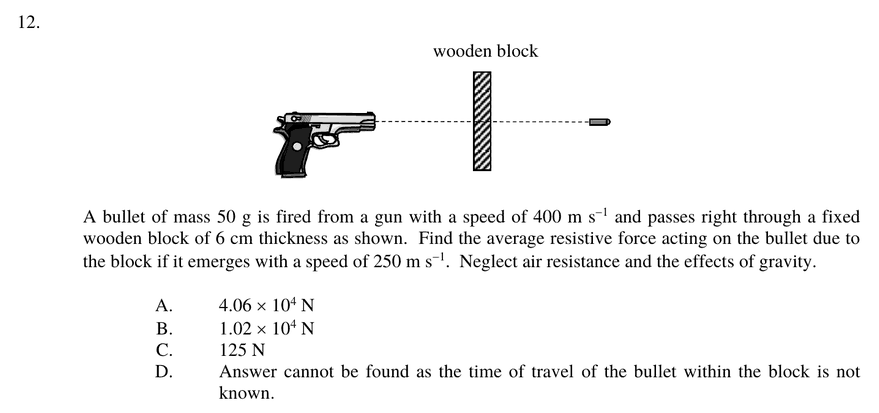 12.
wooden block
A bullet of mass 50 g is fired from a gun with a speed of 400 m s⁻¹ and passes right through a fixed
wooden block of 6 cm thickness as shown. Find the average resistive force acting on the bullet due to
the block if it emerges with a speed of 250 m s⁻¹. Neglect air resistance and the effects of gravity.
A. 4.06 × 10⁴ N
B. 1.02 × 10⁴ N
C. 125 N
D. Answer cannot be found as the time of travel of the bullet within the block is not
known.